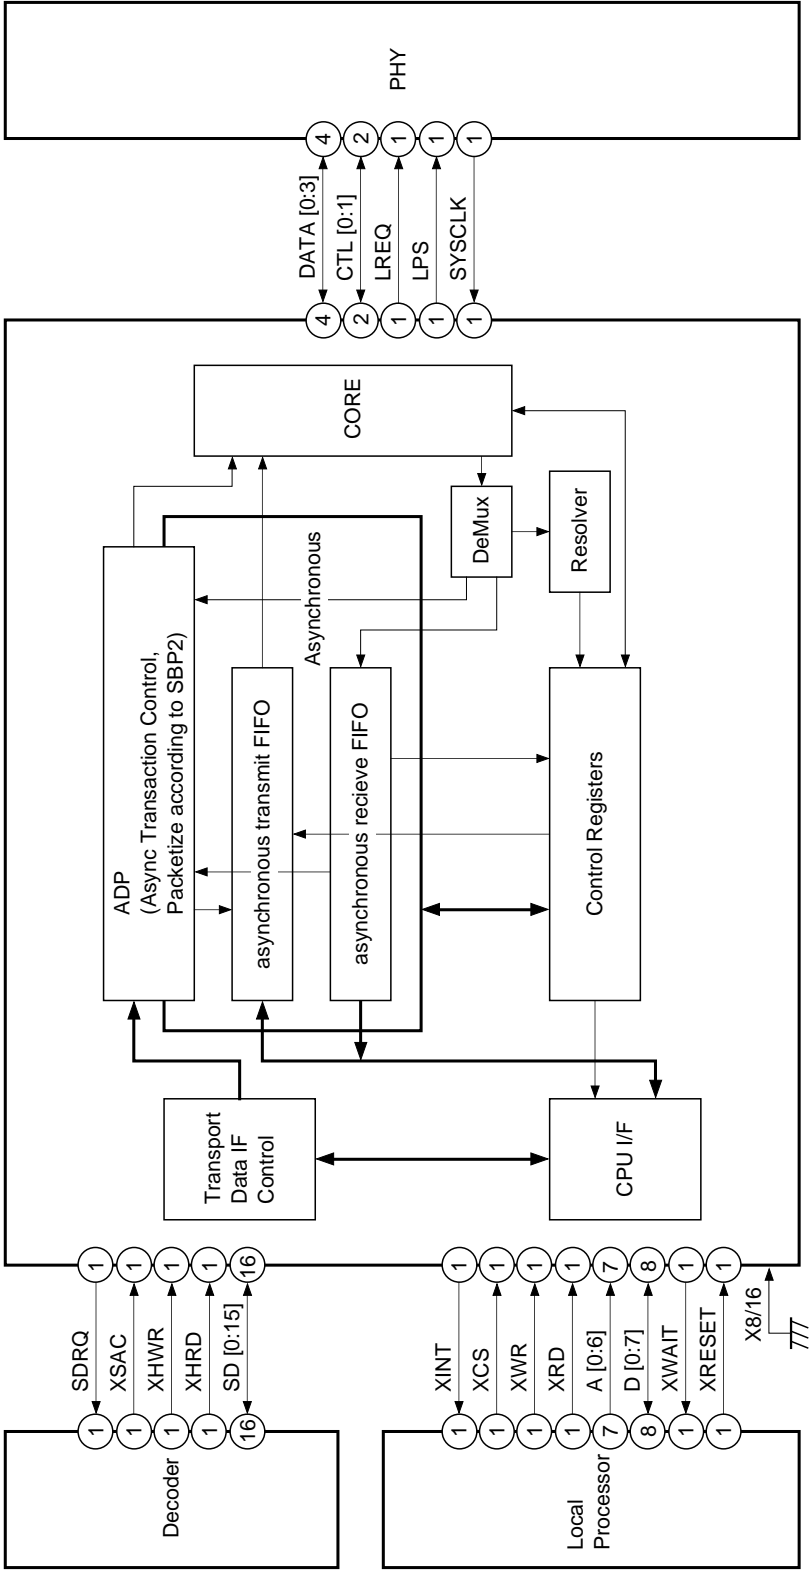 PHY
4
2
1
1
1
DATA [0:3]
CTL [0:1]
LREQ
LPS
SYSCLK
4
2
1
1
1
CORE
DeMux
Resolver
Asynchronous
ADP
(Async Transaction Control,
Packetize according to SBP2)
asynchronous transmit FIFO
asynchronous recieve FIFO
Control Registers
Transport
Data IF
Control
CPU I/F
1
1
1
1
16
1
1
1
1
7
8
1
1
SDRQ
XSAC
XHWR
XHRD
SD [0:15]
XINT
XCS
XWR
XRD
A [0:6]
D [0:7]
XWAIT
XRESET
X8/16
1
1
1
1
16
1
1
1
1
7
8
1
1
Decoder
Local
Processor